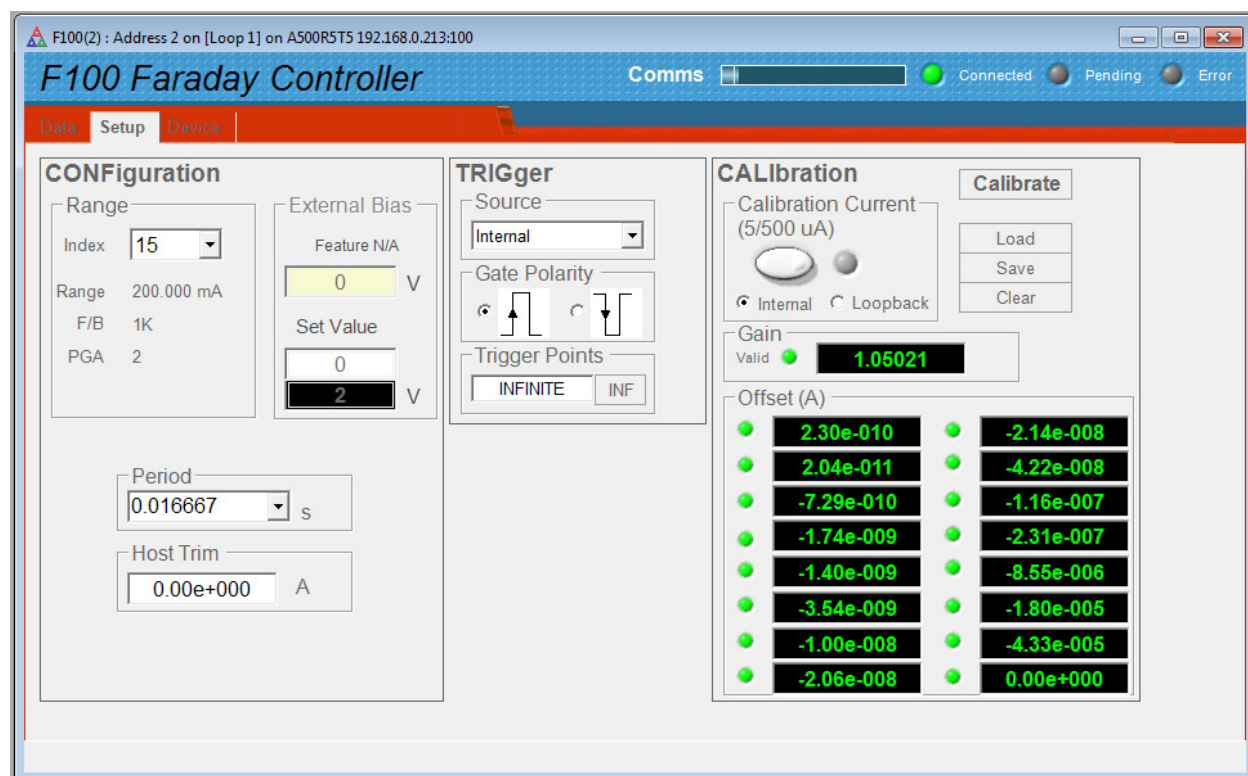 F100(2) : Address 2 on [Loop 1] on A500R5T5 192.168.0.213:100
F100 Faraday Controller
Comms
Connected
Pending
Error
Data
Setup
Device
CONFiguration
Range
Index
15
Range
200.000 mA
F/B
1K
PGA
2
External Bias
Feature N/A
0
V
Set Value
0
2
V
Period
0.016667
s
Host Trim
0.00e+000
A
TRIGger
Source
Internal
Gate Polarity
Trigger Points
INFINITE
INF
CALIbration
Calibration Current
(5/500 uA)
Internal
Loopback
Calibrate
Load
Save
Clear
Gain
Valid
1.05021
Offset (A)
2.30e-010
-2.14e-008
2.04e-011
-4.22e-008
-7.29e-010
-1.16e-007
-1.74e-009
-2.31e-007
-1.40e-009
-8.55e-006
-3.54e-009
-1.80e-005
-1.00e-008
-4.33e-005
-2.06e-008
0.00e+000